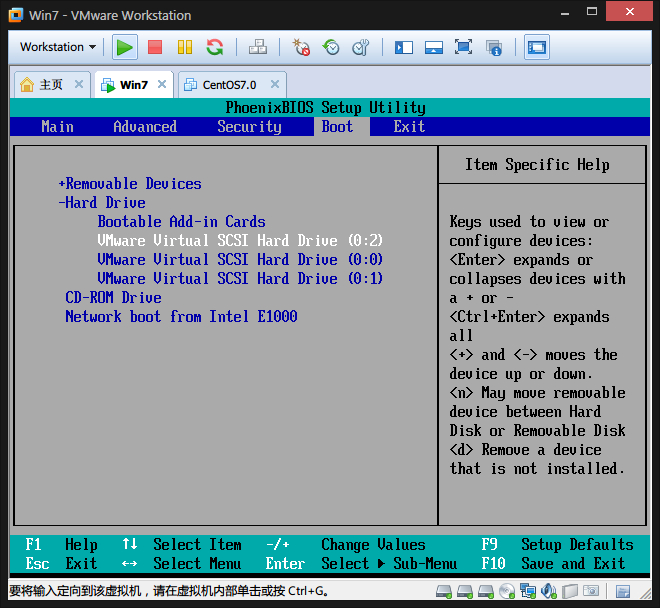 Win7 - VMware Workstation
Workstation
主页 Win7 CentOS7.0
PhoenixBIOS Setup Utility
Main Advanced Security Boot Exit
+Removable Devices
-Hard Drive
Bootable Add-in Cards
VMware Virtual SCSI Hard Drive (0:2)
VMware Virtual SCSI Hard Drive (0:0)
VMware Virtual SCSI Hard Drive (0:1)
CD-ROM Drive
Network boot from Intel E1000
Item Specific Help
Keys used to view or
configure devices:
<Enter> expands or
collapses devices with
a + or -
<Ctrl+Enter> expands
all
<+> and <-> moves the
device up or down.
<n> May move removable
device between Hard
Disk or Removable Disk
<d> Remove a device
that is not installed.
F1 Help ↑↓ Select Item -/+ Change Values F9 Setup Defaults
Esc Exit ↔ Select Menu Enter Select ▶ Sub-Menu F10 Save and Exit
要将输入定向到该虚拟机，请在虚拟机内部单击或按 Ctrl+G。